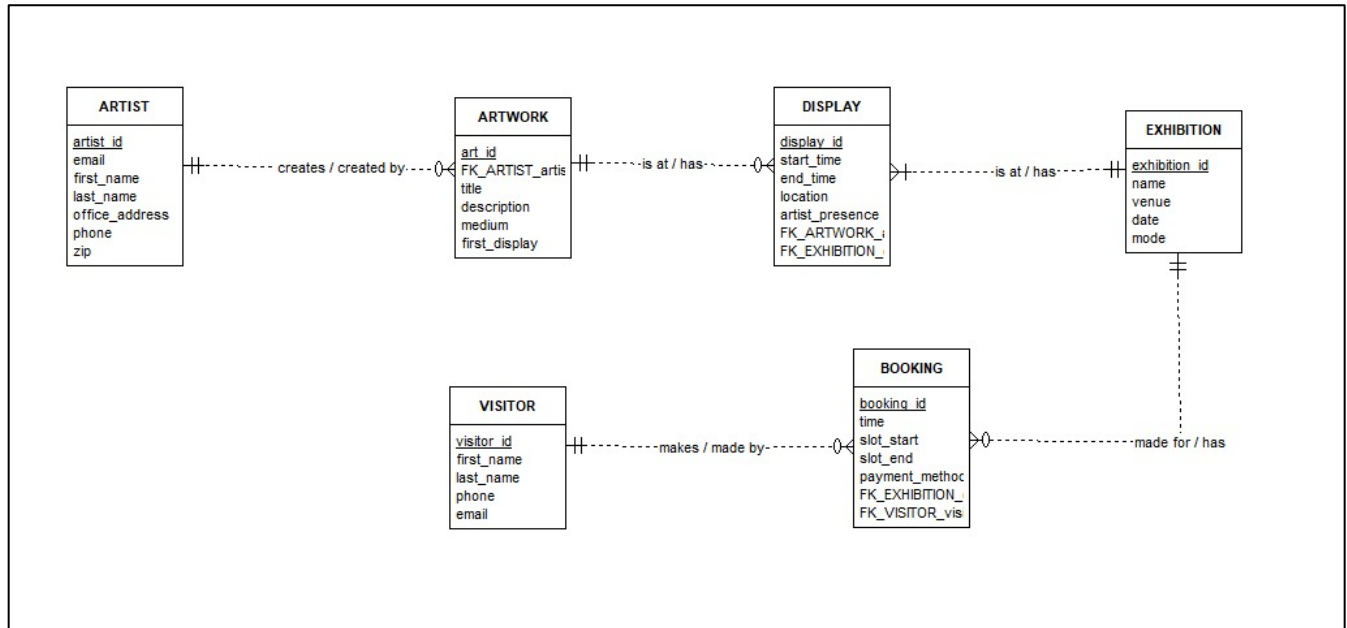 ARTIST
artist_id
email
first_name
last_name
office_address
phone
zip
creates / created by
ARTWORK
art_id
FK_ARTIST_artis
title
description
medium
first_display
is at / has
DISPLAY
display_id
start_time
end_time
location
artist_presence
FK_ARTWORK_a
FK_EXHIBITION_
is at / has
EXHIBITION
exhibition_id
name
venue
date
mode
VISITOR
visitor_id
first_name
last_name
phone
email
makes / made by
BOOKING
booking_id
time
slot_start
slot_end
payment_method
FK_EXHIBITION_
FK_VISITOR_visi
made for / has